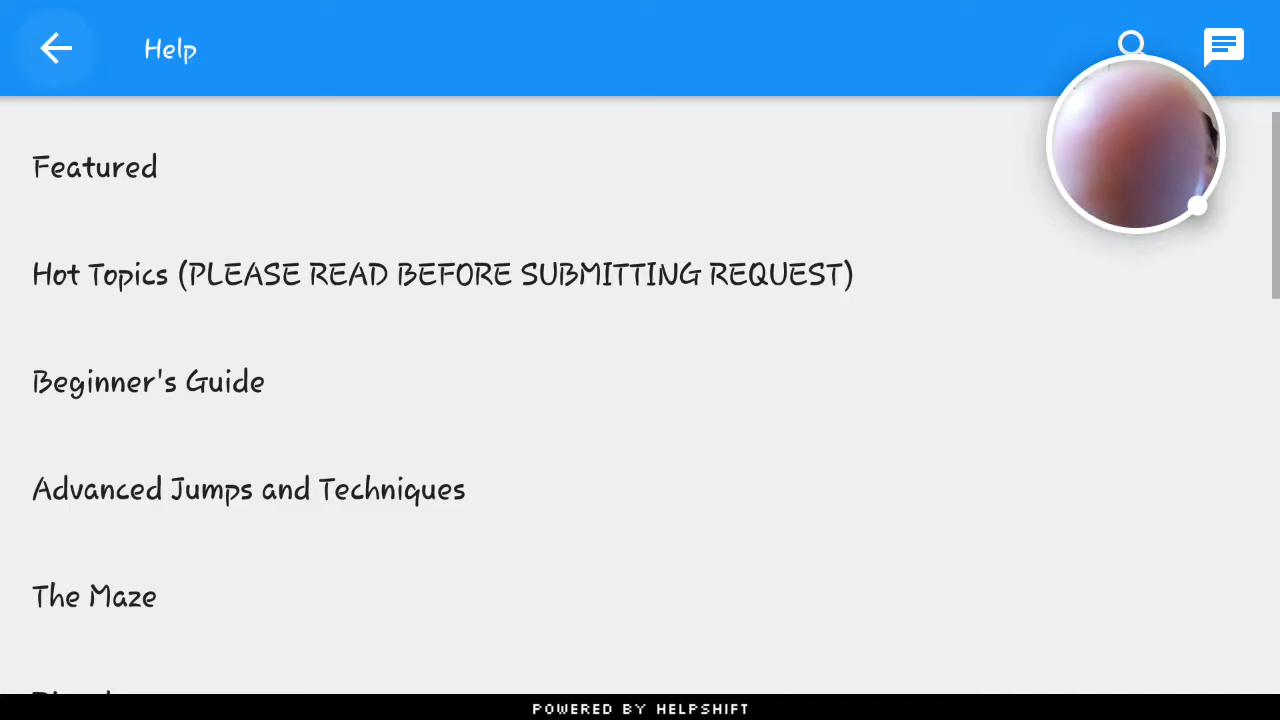 Help
Featured
Hot Topics (PLEASE READ BEFORE SUBMITTING REQUEST)
Beginner's Guide
Advanced Jumps and Techniques
The Maze
POWERED BY HELPSHIFT